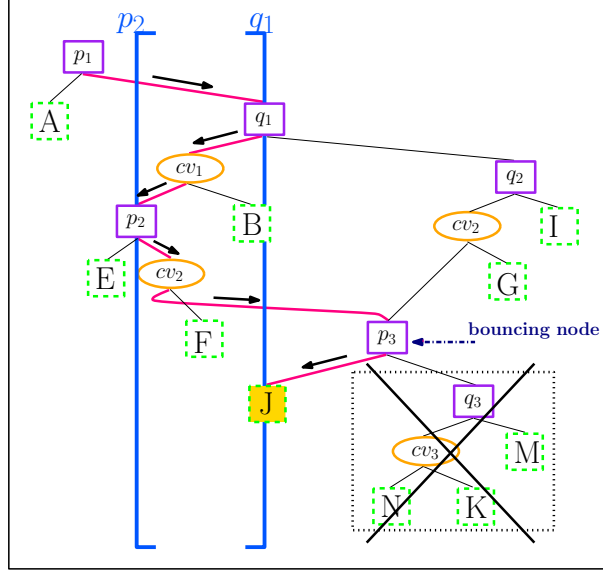 p₂ q₁
p₁
A
q₁
cv₁
q₂
p₂
B
cv₂
I
E
cv₂
G
F
p₃
bouncing node
J
q₃
cv₃
M
N
K